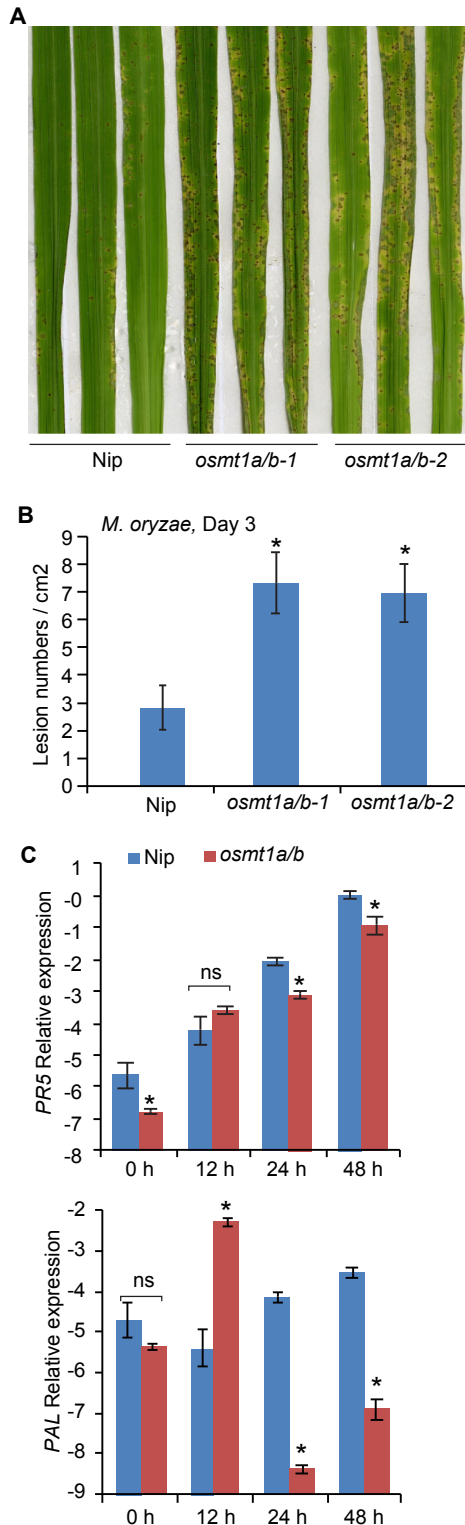 A
Nip osmt1a/b-1 osmt1a/b-2
B
M. oryzae, Day 3
Lesion numbers / cm2
9
8
7
6
5
4
3
2
1
0
*
*
Nip osmt1a/b-1 osmt1a/b-2
C
Nip osmt1a/b
PR5 Relative expression
1
-0
-1
-2
-3
-4
-5
-6
-7
-8
*
ns
*
*
0 h 12 h 24 h 48 h
PAL Relative expression
-2
-3
-4
-5
-6
-7
-8
-9
ns
*
*
*
0 h 12 h 24 h 48 h